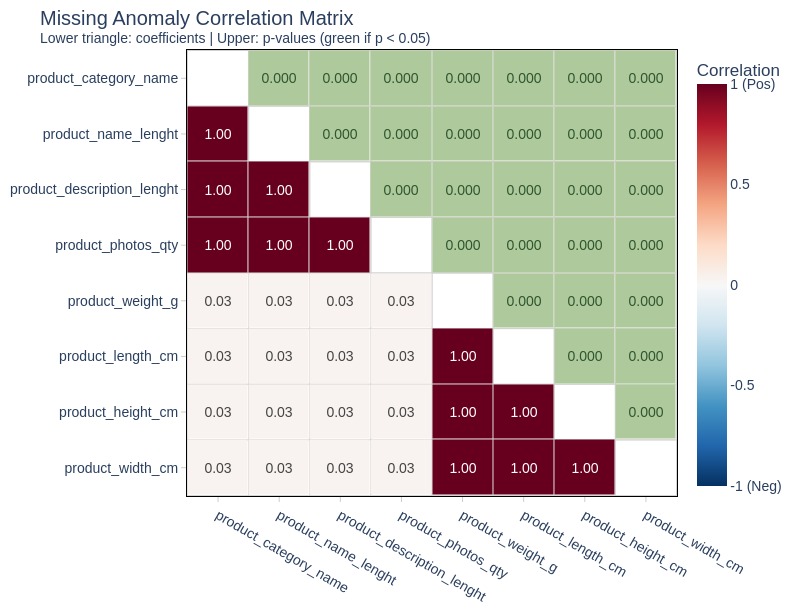 Missing Anomaly Correlation Matrix
Lower triangle: coefficients | Upper: p-values (green if p < 0.05)
Correlation
1 (Pos)
0.5
0
-0.5
-1 (Neg)
product_category_name 0.000 0.000 0.000 0.000 0.000 0.000 0.000
product_name_lenght 1.00 0.000 0.000 0.000 0.000 0.000 0.000
product_description_lenght 1.00 1.00 0.000 0.000 0.000 0.000 0.000
product_photos_qty 1.00 1.00 1.00 0.000 0.000 0.000 0.000
product_weight_g 0.03 0.03 0.03 0.03 0.000 0.000 0.000
product_length_cm 0.03 0.03 0.03 0.03 1.00 0.000 0.000
product_height_cm 0.03 0.03 0.03 0.03 1.00 1.00 0.000
product_width_cm 0.03 0.03 0.03 0.03 1.00 1.00 1.00
product_category_name
product_name_lenght
product_description_lenght
product_photos_qty
product_weight_g
product_length_cm
product_height_cm
product_width_cm